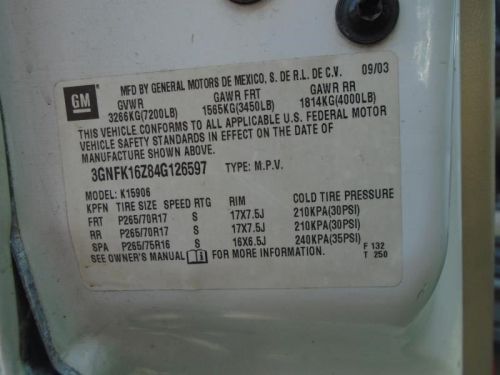 MFD BY GENERAL MOTORS DE MEXICO, S. DE R.L. DE C.V. 09/03
GM GVWR GAWR FRT GAWR RR
3266KG(7200LB) 1565KG(3450LB) 1814KG(4000LB)
THIS VEHICLE CONFORMS TO ALL APPLICABLE U.S. FEDERAL MOTOR
VEHICLE SAFETY STANDARDS IN EFFECT ON THE DATE OF
MANUFACTURE SHOWN ABOVE.
3GNFK16Z84G126597 TYPE: M.P.V.
MODEL: K15906
KPFN TIRE SIZE SPEED RTG RIM COLD TIRE PRESSURE
FRT P265/70R17 S 17X7.5J 210KPA(30PSI)
RR P265/70R17 S 17X7.5J 210KPA(30PSI)
SPA P265/75R16 S 16X6.5J 240KPA(35PSI)
SEE OWNER'S MANUAL FOR MORE INFORMATION. F 132
T 250